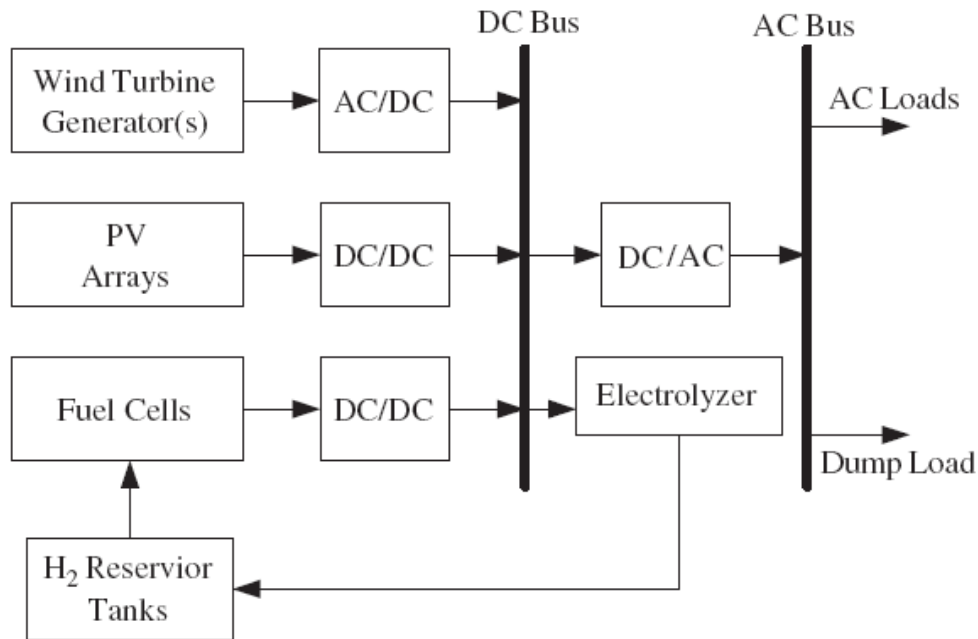 DC Bus
AC Bus
Wind Turbine
Generator(s)
AC/DC
AC Loads
PV
Arrays
DC/DC
DC/AC
Fuel Cells
DC/DC
Electrolyzer
Dump Load
H₂ Reservior
Tanks